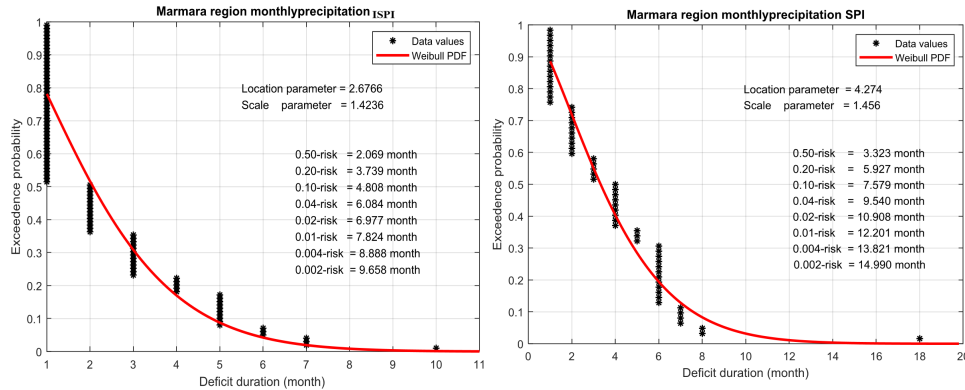 Marmara region monthlyprecipitation ISPI
Data values
Weibull PDF
Location parameter = 2.6766
Scale parameter = 1.4236
0.50-risk = 2.069 month
0.20-risk = 3.739 month
0.10-risk = 4.808 month
0.04-risk = 6.084 month
0.02-risk = 6.977 month
0.01-risk = 7.824 month
0.004-risk = 8.888 month
0.002-risk = 9.658 month
Exceedence probability
1
0.9
0.8
0.7
0.6
0.5
0.4
0.3
0.2
0.1
0
1 2 3 4 5 6 7 8 9 10 11
Deficit duration (month)
Marmara region monthlyprecipitation SPI
Data values
Weibull PDF
Location parameter = 4.274
Scale parameter = 1.456
0.50-risk = 3.323 month
0.20-risk = 5.927 month
0.10-risk = 7.579 month
0.04-risk = 9.540 month
0.02-risk = 10.908 month
0.01-risk = 12.201 month
0.004-risk = 13.821 month
0.002-risk = 14.990 month
Exceedence probability
1
0.9
0.8
0.7
0.6
0.5
0.4
0.3
0.2
0.1
0
0 2 4 6 8 10 12 14 16 18 20
Deficit duration (month)